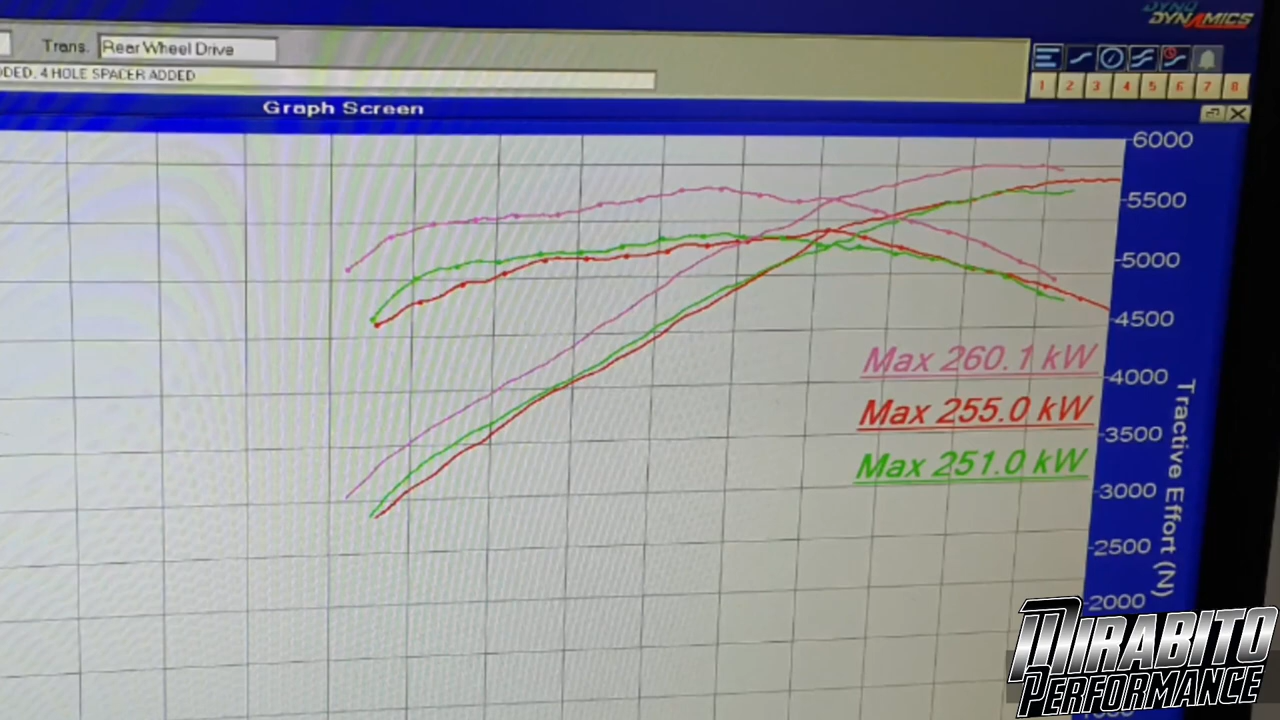 DYNO
DYNAMICS
Trans. Rear Wheel Drive
DDED, 4 HOLE SPACER ADDED
1 2 3 4 5 6 7 8
Graph Screen
6000
5500
5000
4500
4000
3500
3000
2500
2000
Tractive Effort (N)
Max 260.1 kW
Max 255.0 kW
Max 251.0 kW
MIRABITO
PERFORMANCE